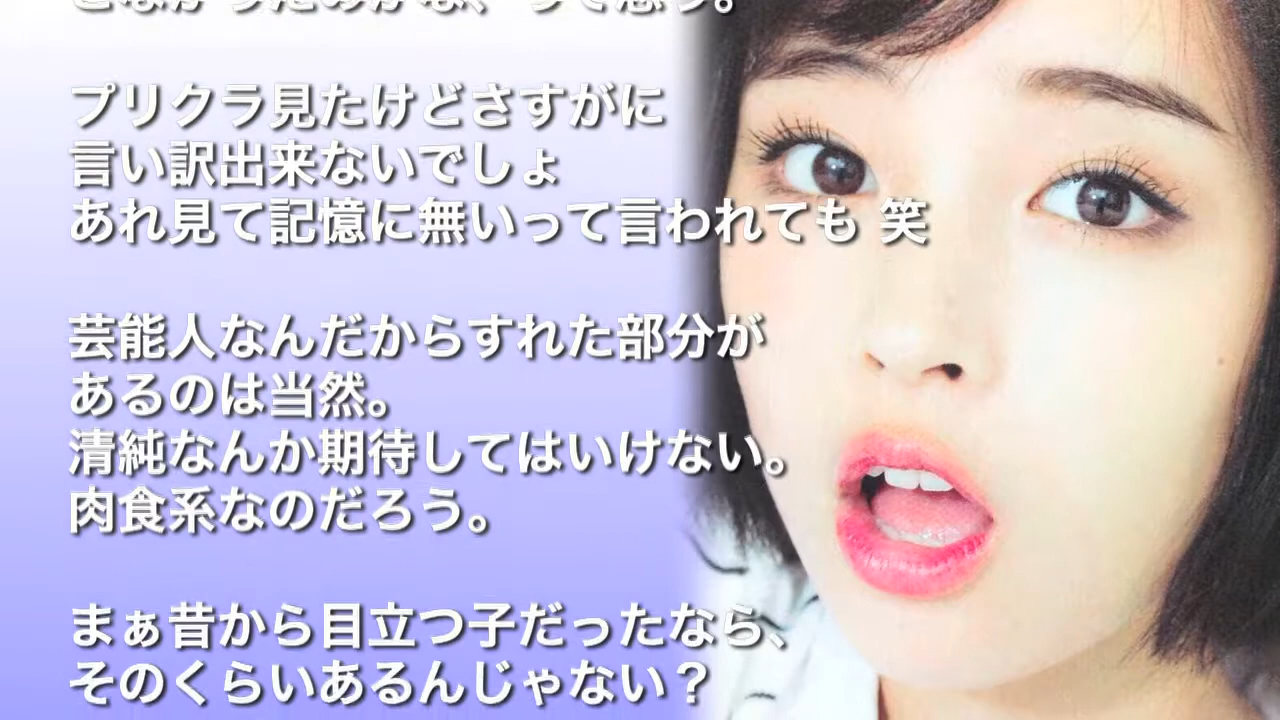 プリクラ見たけどさすがに
言い訳出来ないでしょ
あれ見て記憶に無いって言われても 笑
芸能人なんだからすれた部分が
あるのは当然。
清純なんか期待してはいけない。
肉食系なのだろう。
まぁ昔から目立つ子だったなら、
そのくらいあるんじゃない？